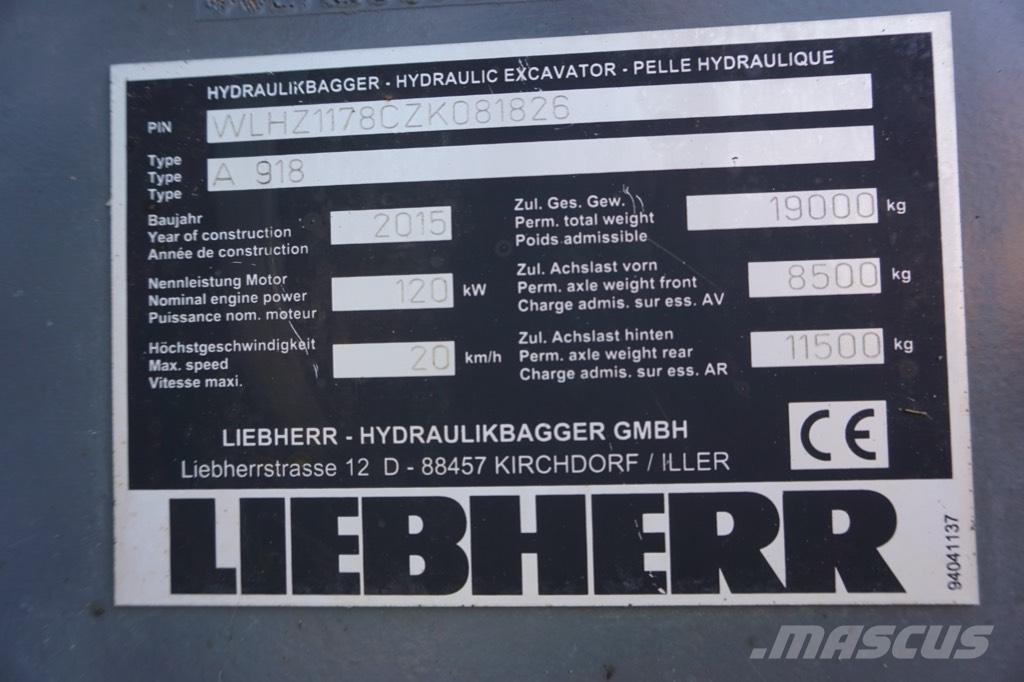 HYDRAULIKBAGGER - HYDRAULIC EXCAVATOR - PELLE HYDRAULIQUE
PIN WLHZ1178CZK081826
Type
Type A 918
Type
Baujahr
Year of construction 2015
Année de construction
Nennleistung Motor
Nominal engine power 120 kW
Puissance nom. moteur
Höchstgeschwindigkeit
Max. speed 20 km/h
Vitesse maxi.
Zul. Ges. Gew.
Perm. total weight 19000 kg
Poids admissible
Zul. Achslast vorn
Perm. axle weight front 8500 kg
Charge admis. sur ess. AV
Zul. Achslast hinten
Perm. axle weight rear 11500 kg
Charge admis. sur ess. AR
LIEBHERR - HYDRAULIKBAGGER GMBH
Liebherrstrasse 12 D - 88457 KIRCHDORF / ILLER
CE
LIEBHERR
94041137
.MASCUS